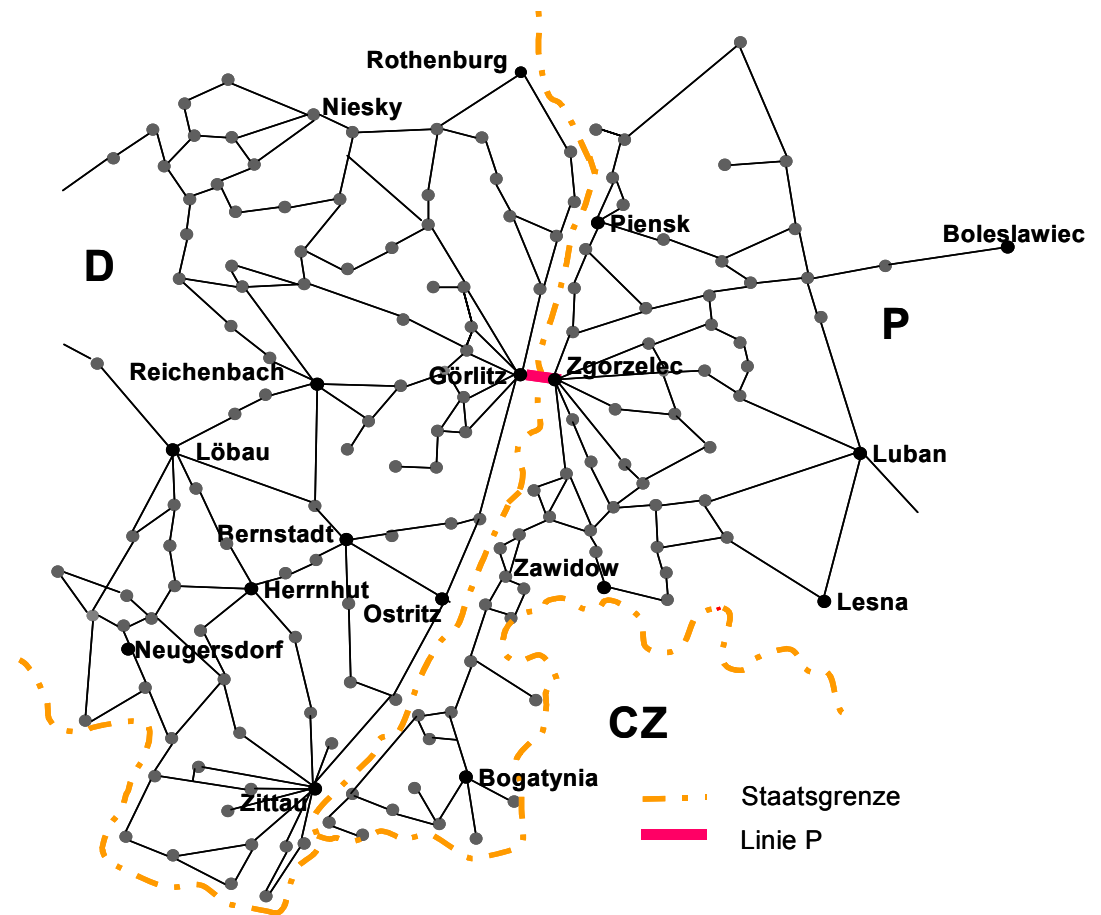 Rothenburg
Niesky
Piensk
Boleslawiec
D
P
Reichenbach
Görlitz
Zgorzelec
Löbau
Luban
Bernstadt
Zawidow
Herrnhut
Ostritz
Lesna
Neugersdorf
CZ
Bogatynia
Zittau
Staatsgrenze
Linie P